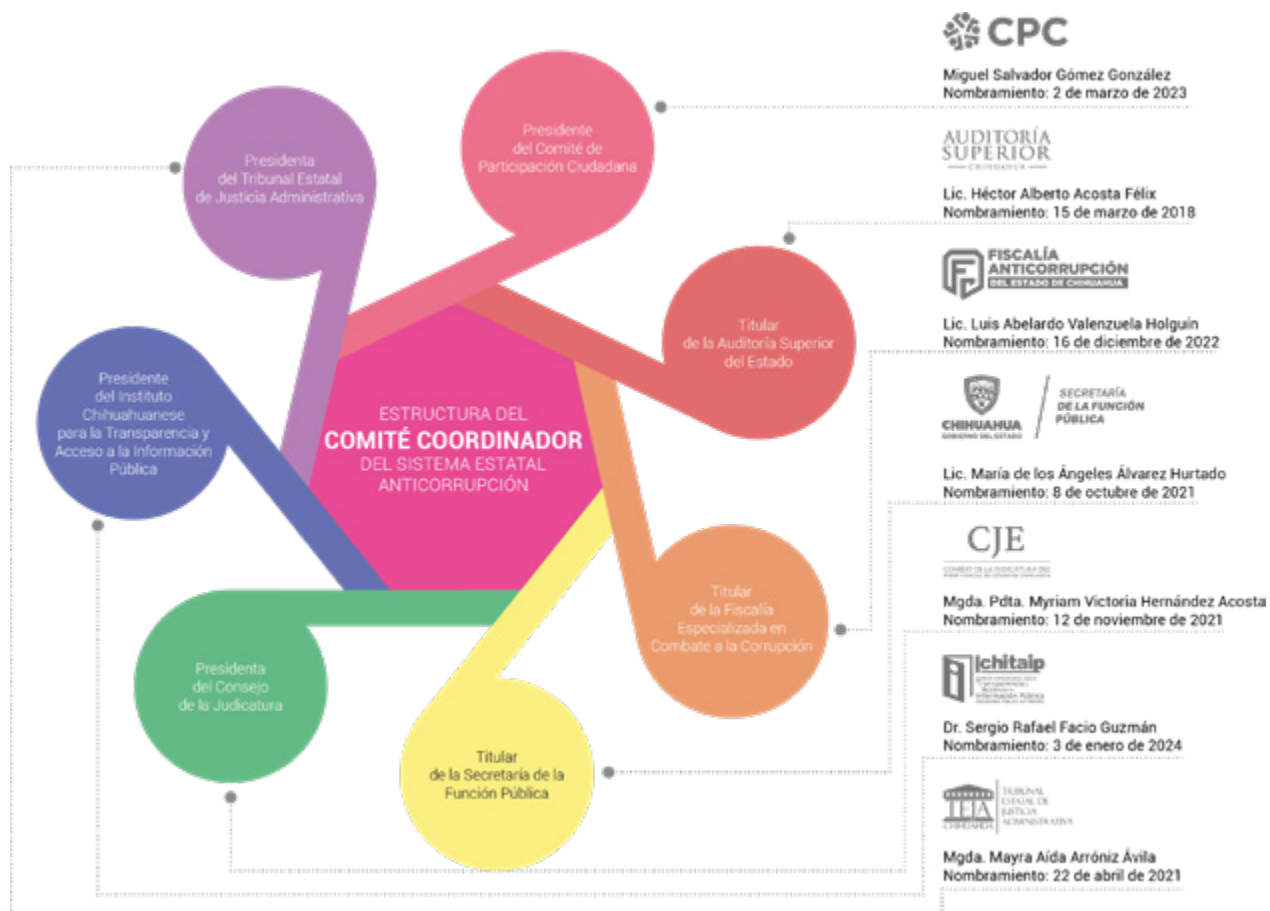 Presidenta
del Tribunal Estatal
de Justicia Administrativa
Presidente
del Comité de
Participación Ciudadana
Titular
de la Auditoría Superior
del Estado
Presidente
del Instituto
Chihuahuanese
para la Transparencia y
Acceso a la Información
Pública
ESTRUCTURA DEL
COMITÉ COORDINADOR
DEL SISTEMA ESTATAL
ANTICORRUPCIÓN
Titular
de la Fiscalía
Especializada en
Combate a la Corrupción
Presidenta
del Consejo
de la Judicatura
Titular
de la Secretaría de la
Función Pública
CPC
Miguel Salvador Gómez González
Nombramiento: 2 de marzo de 2023
AUDITORÍA
SUPERIOR
CHIHUAHUA
Lic. Héctor Alberto Acosta Félix
Nombramiento: 15 de marzo de 2018
FISCALÍA
ANTICORRUPCIÓN
DEL ESTADO DE CHIHUAHUA
Lic. Luis Abelardo Valenzuela Holguín
Nombramiento: 16 de diciembre de 2022
CHIHUAHUA
GOBIERNO DEL ESTADO
SECRETARÍA
DE LA FUNCIÓN
PÚBLICA
Lic. María de los Ángeles Álvarez Hurtado
Nombramiento: 8 de octubre de 2021
CJE
Mgda. Pdta. Myriam Victoria Hernández Acosta
Nombramiento: 12 de noviembre de 2021
Ichitaip
Información Pública
Dr. Sergio Rafael Facio Guzmán
Nombramiento: 3 de enero de 2024
TEJA
CHIHUAHUA
TRIBUNAL
ESTATAL DE
JUSTICIA
ADMINISTRATIVA
Mgda. Mayra Aída Arróniz Ávila
Nombramiento: 22 de abril de 2021